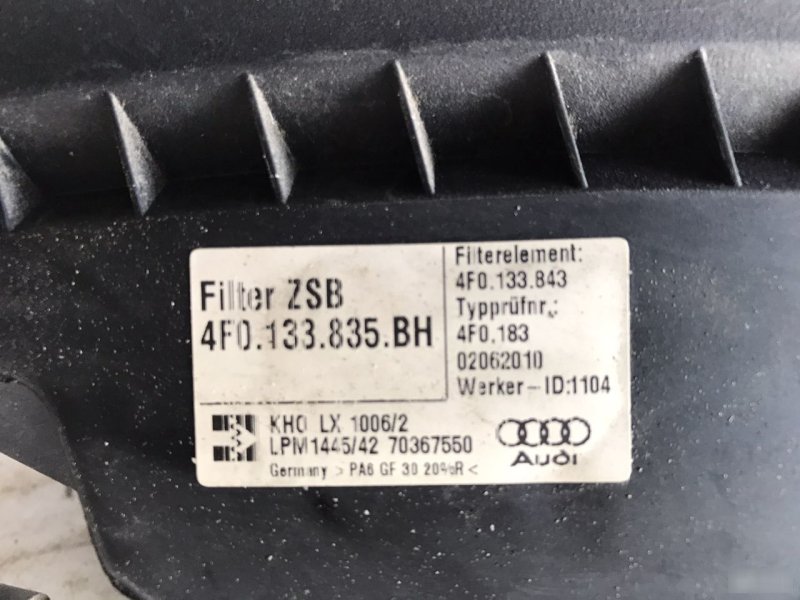 Filter ZSB
4F0.133.835.BH
Filterelement:
4F0.133.843
Typprüfnr.:
4F0.183
02062010
Werker-ID:1104
KHO LX 1006/2
LPM1445/42 70367550
Germany > PA6 GF 30 20%R <
Audi